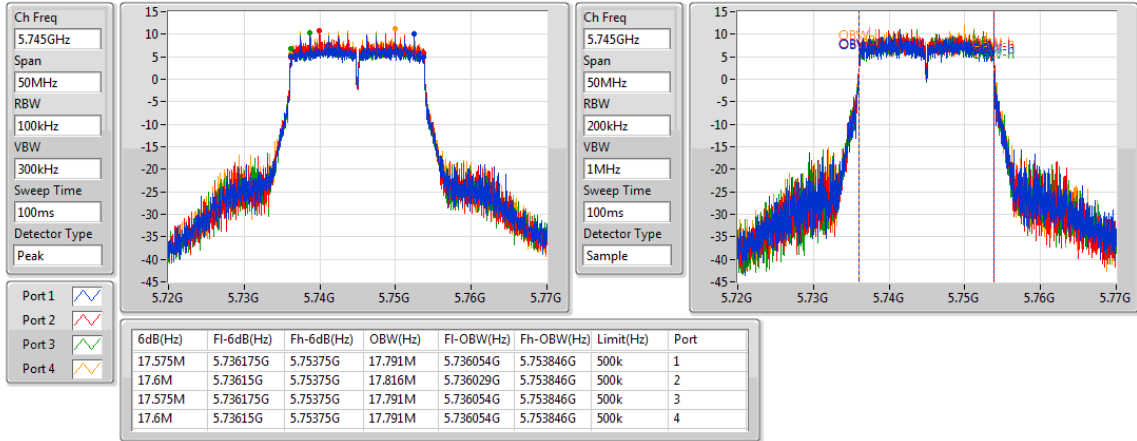 Ch Freq
5.745GHz
Span
50MHz
RBW
100kHz
VBW
300kHz
Sweep Time
100ms
Detector Type
Peak
15
10
5
0
-5
-10
-15
-20
-25
-30
-35
-40
-45
5.72G 5.73G 5.74G 5.75G 5.76G 5.77G
Ch Freq
5.745GHz
Span
50MHz
RBW
200kHz
VBW
1MHz
Sweep Time
100ms
Detector Type
Sample
15
10
5
0
-5
-10
-15
-20
-25
-30
-35
-40
-45
5.72G 5.73G 5.74G 5.75G 5.76G 5.77G
Port 1
Port 2
Port 3
Port 4
6dB(Hz) Fl-6dB(Hz) Fh-6dB(Hz) OBW(Hz) Fl-OBW(Hz) Fh-OBW(Hz) Limit(Hz) Port
17.575M 5.736175G 5.75375G 17.791M 5.736054G 5.753846G 500k 1
17.6M 5.73615G 5.75375G 17.816M 5.736029G 5.753846G 500k 2
17.575M 5.736175G 5.75375G 17.791M 5.736054G 5.753846G 500k 3
17.6M 5.73615G 5.75375G 17.791M 5.736054G 5.753846G 500k 4